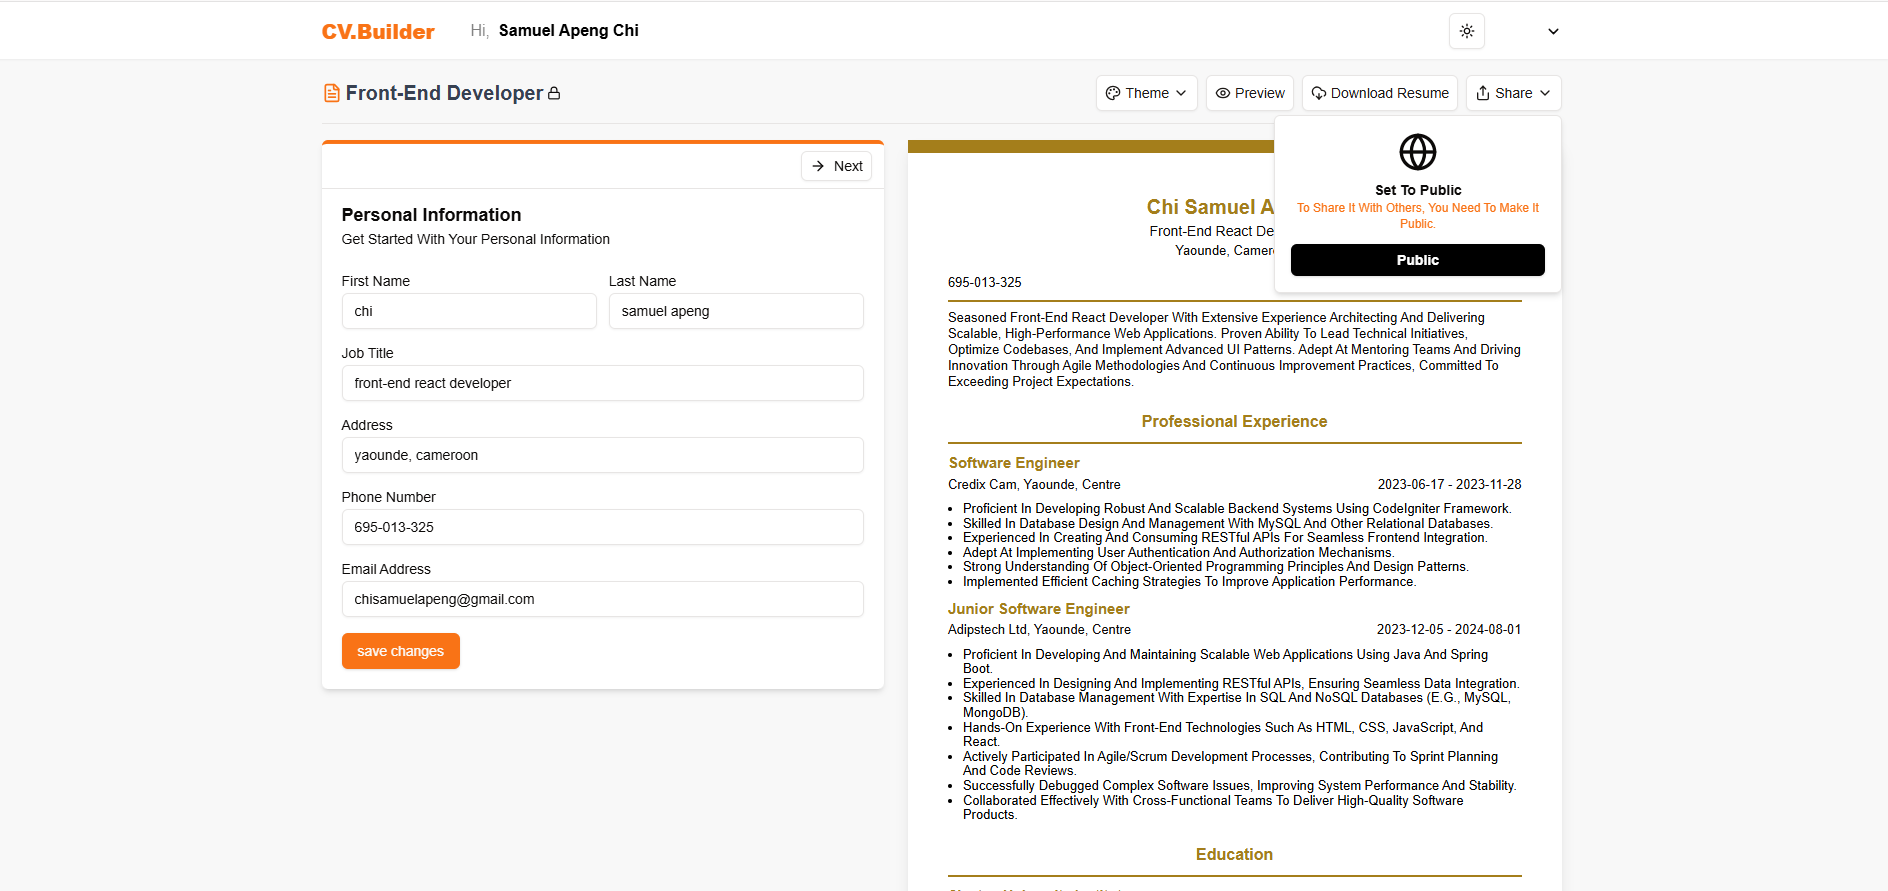 CV.Builder
Hi, Samuel Apeng Chi
Front-End Developer
Theme
Preview
Download Resume
Share
Next
Personal Information
Get Started With Your Personal Information
First Name
Last Name
chi
samuel apeng
Job Title
front-end react developer
Address
yaounde, cameroon
Phone Number
695-013-325
Email Address
chisamuelapeng@gmail.com
save changes
Set To Public
To Share It With Others, You Need To Make It
Public.
Public
Chi Samuel A
Front-End React De
Yaounde, Camer
695-013-325
Seasoned Front-End React Developer With Extensive Experience Architecting And Delivering
Scalable, High-Performance Web Applications. Proven Ability To Lead Technical Initiatives,
Optimize Codebases, And Implement Advanced UI Patterns. Adept At Mentoring Teams And Driving
Innovation Through Agile Methodologies And Continuous Improvement Practices, Committed To
Exceeding Project Expectations.
Professional Experience
Software Engineer
Credix Cam, Yaounde, Centre 2023-06-17 - 2023-11-28
• Proficient In Developing Robust And Scalable Backend Systems Using CodeIgniter Framework.
• Skilled In Database Design And Management With MySQL And Other Relational Databases.
• Experienced In Creating And Consuming RESTful APIs For Seamless Frontend Integration.
• Adept At Implementing User Authentication And Authorization Mechanisms.
• Strong Understanding Of Object-Oriented Programming Principles And Design Patterns.
• Implemented Efficient Caching Strategies To Improve Application Performance.
Junior Software Engineer
Adipstech Ltd, Yaounde, Centre 2023-12-05 - 2024-08-01
• Proficient In Developing And Maintaining Scalable Web Applications Using Java And Spring
Boot.
• Experienced In Designing And Implementing RESTful APIs, Ensuring Seamless Data Integration.
• Skilled In Database Management With Expertise In SQL And NoSQL Databases (E.G., MySQL,
MongoDB).
• Hands-On Experience With Front-End Technologies Such As HTML, CSS, JavaScript, And
React.
• Actively Participated In Agile/Scrum Development Processes, Contributing To Sprint Planning
And Code Reviews.
• Successfully Debugged Complex Software Issues, Improving System Performance And Stability.
• Collaborated Effectively With Cross-Functional Teams To Deliver High-Quality Software
Products.
Education